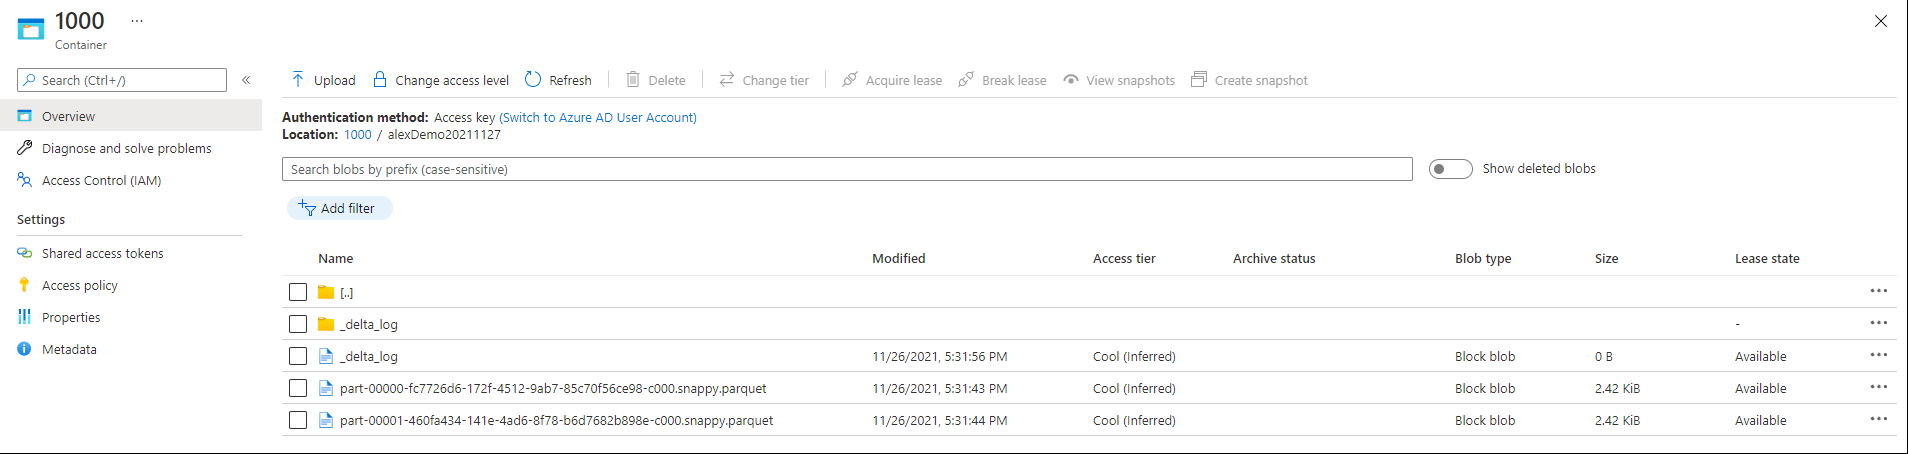 1000 ...
Container
Search (Ctrl+/) «
Overview
Diagnose and solve problems
Access Control (IAM)
Settings
Shared access tokens
Access policy
Properties
Metadata
Upload Change access level Refresh Delete Change tier Acquire lease Break lease View snapshots Create snapshot
Authentication method: Access key (Switch to Azure AD User Account)
Location: 1000 / alexDemo20211127
Search blobs by prefix (case-sensitive) Show deleted blobs
Add filter
Name Modified Access tier Archive status Blob type Size Lease state
[..] ...
_delta_log - ...
_delta_log 11/26/2021, 5:31:56 PM Cool (Inferred) Block blob 0 B Available ...
part-00000-fc7726d6-172f-4512-9ab7-85c70f56ce98-c000.snappy.parquet 11/26/2021, 5:31:43 PM Cool (Inferred) Block blob 2.42 KiB Available ...
part-00001-460fa434-141e-4ad6-8f78-b6d7682b898e-c000.snappy.parquet 11/26/2021, 5:31:44 PM Cool (Inferred) Block blob 2.42 KiB Available ...